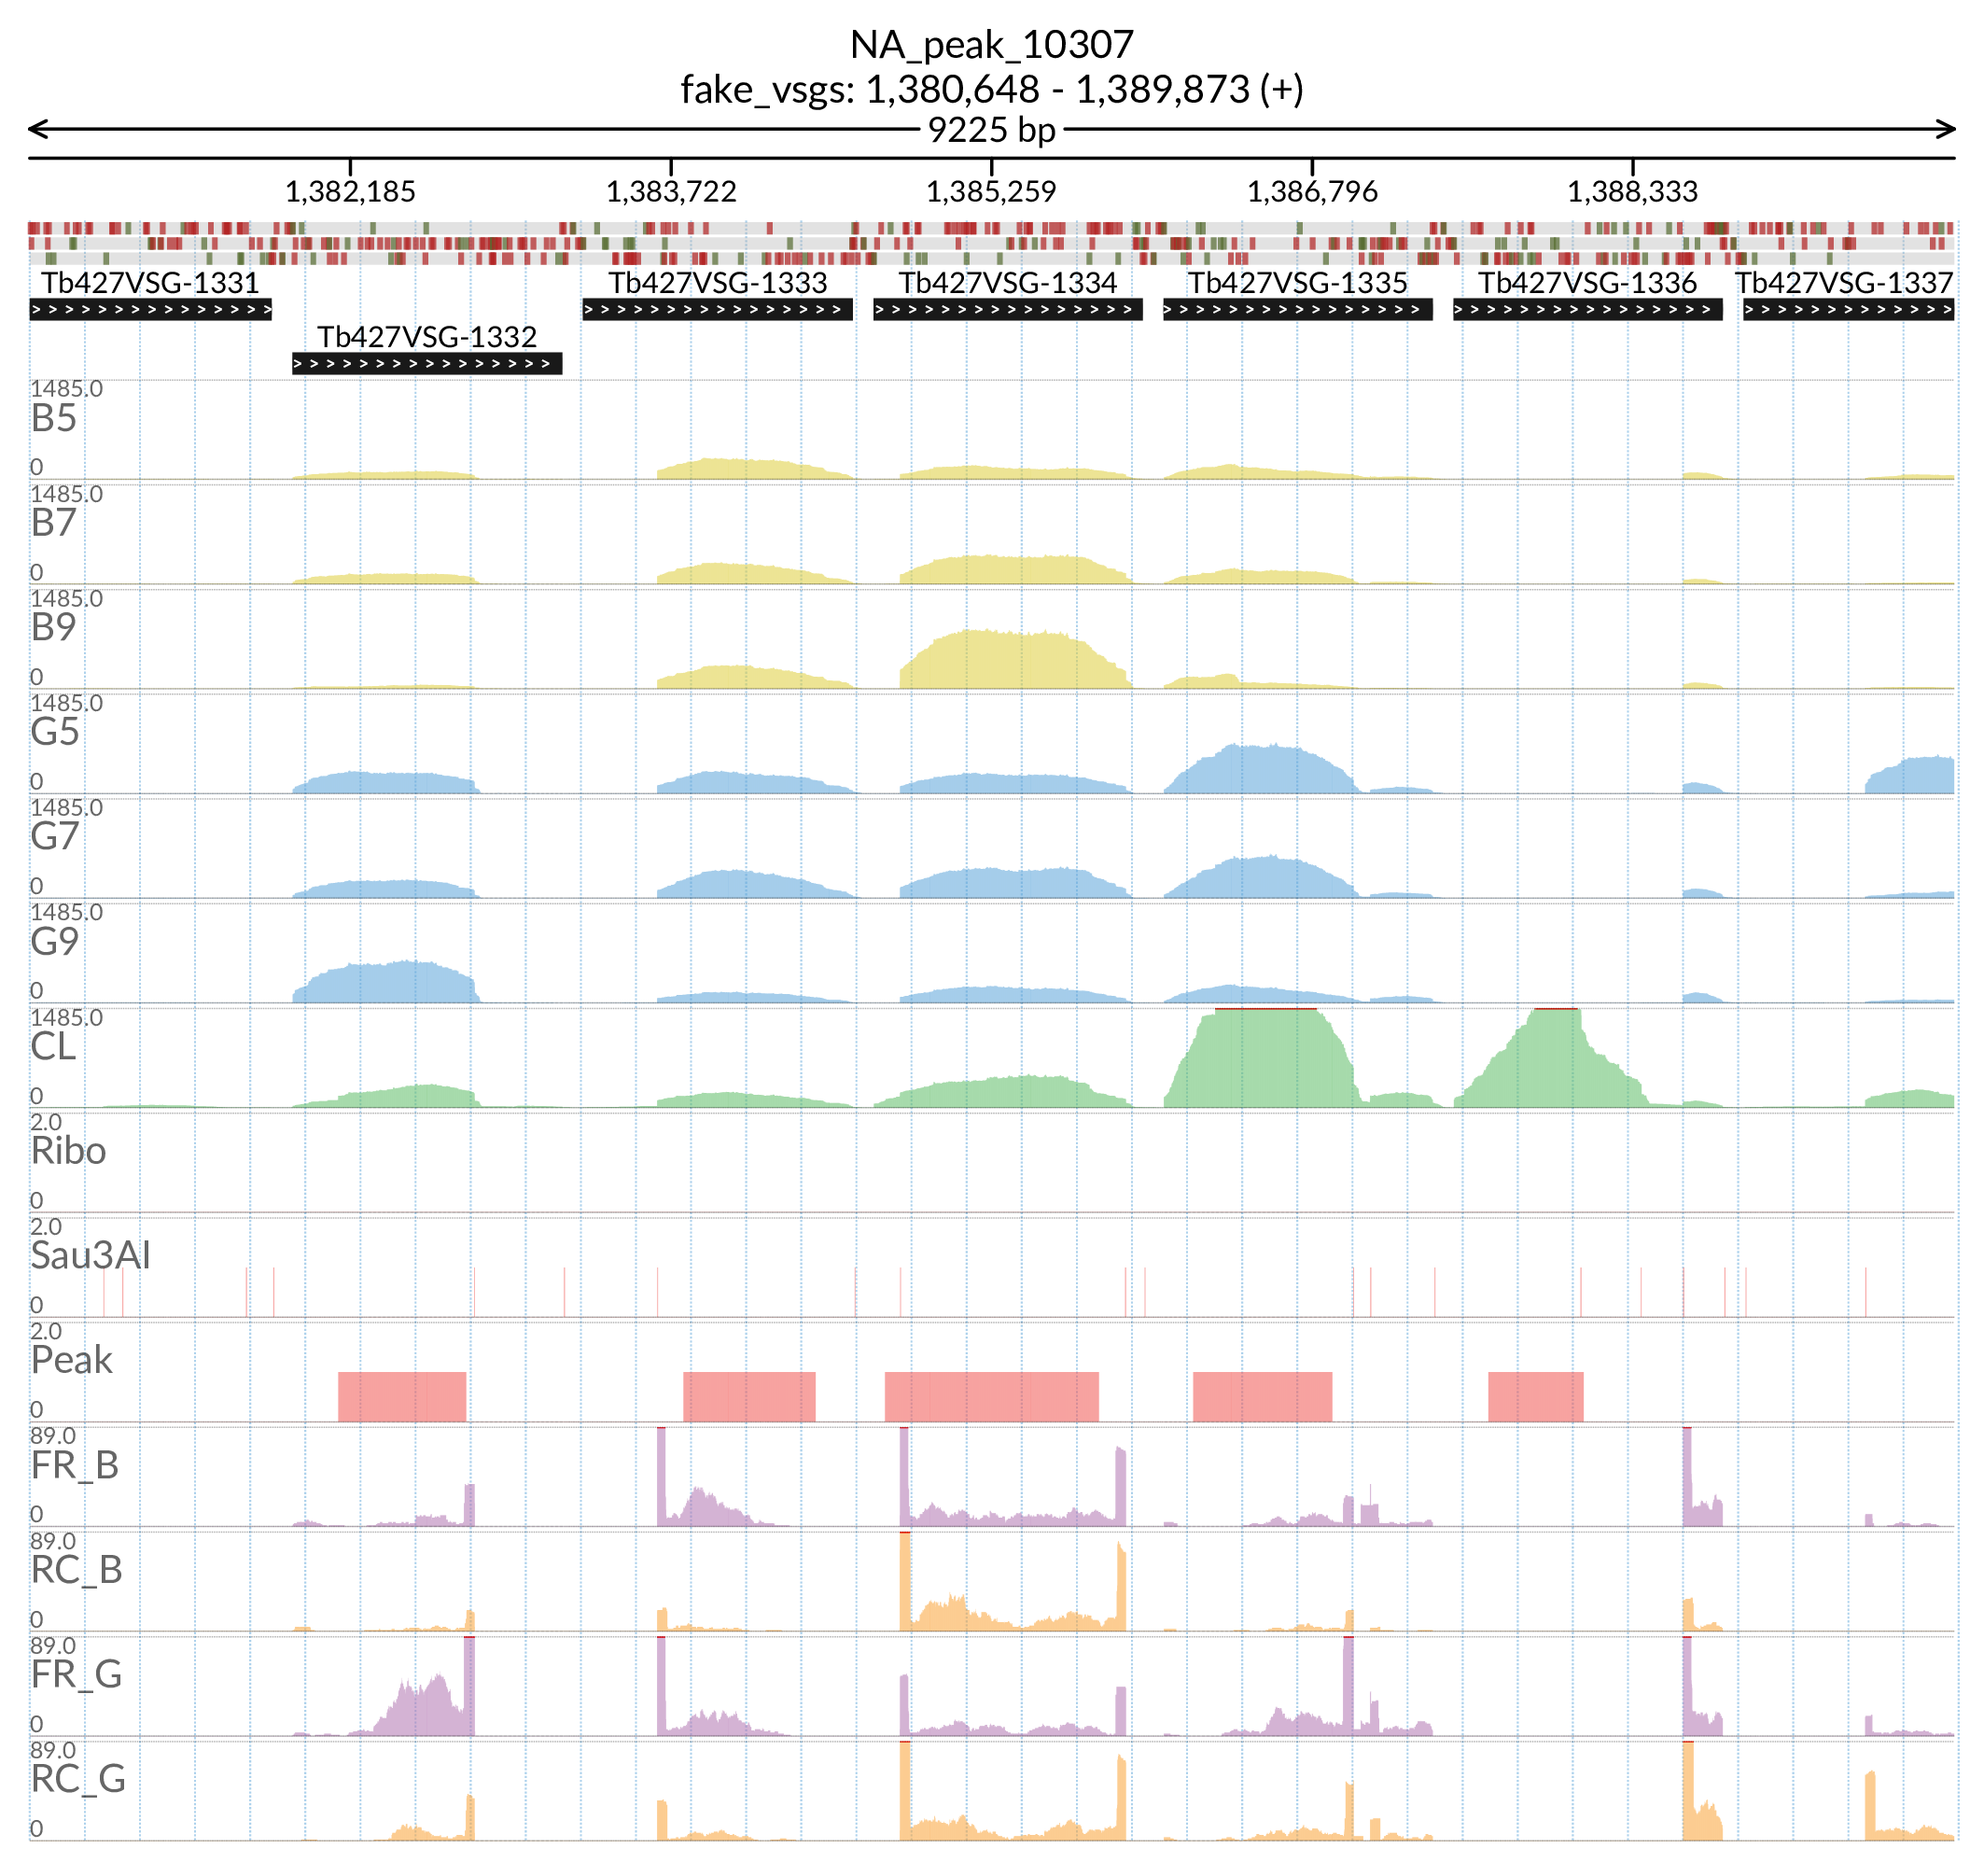 NA_peak_10307
fake_vsgs: 1,380,648 - 1,389,873 (+)
9225 bp
1,382,185 1,383,722 1,385,259 1,386,796 1,388,333
Tb427VSG-1331 Tb427VSG-1333 Tb427VSG-1334 Tb427VSG-1335 Tb427VSG-1336 Tb427VSG-1337
Tb427VSG-1332
1485.0
B5
0
1485.0
B7
0
1485.0
B9
0
1485.0
G5
0
1485.0
G7
0
1485.0
G9
0
1485.0
CL
0
2.0
Ribo
0
2.0
Sau3AI
0
2.0
Peak
0
89.0
FR_B
0
89.0
RC_B
0
89.0
FR_G
0
89.0
RC_G
0